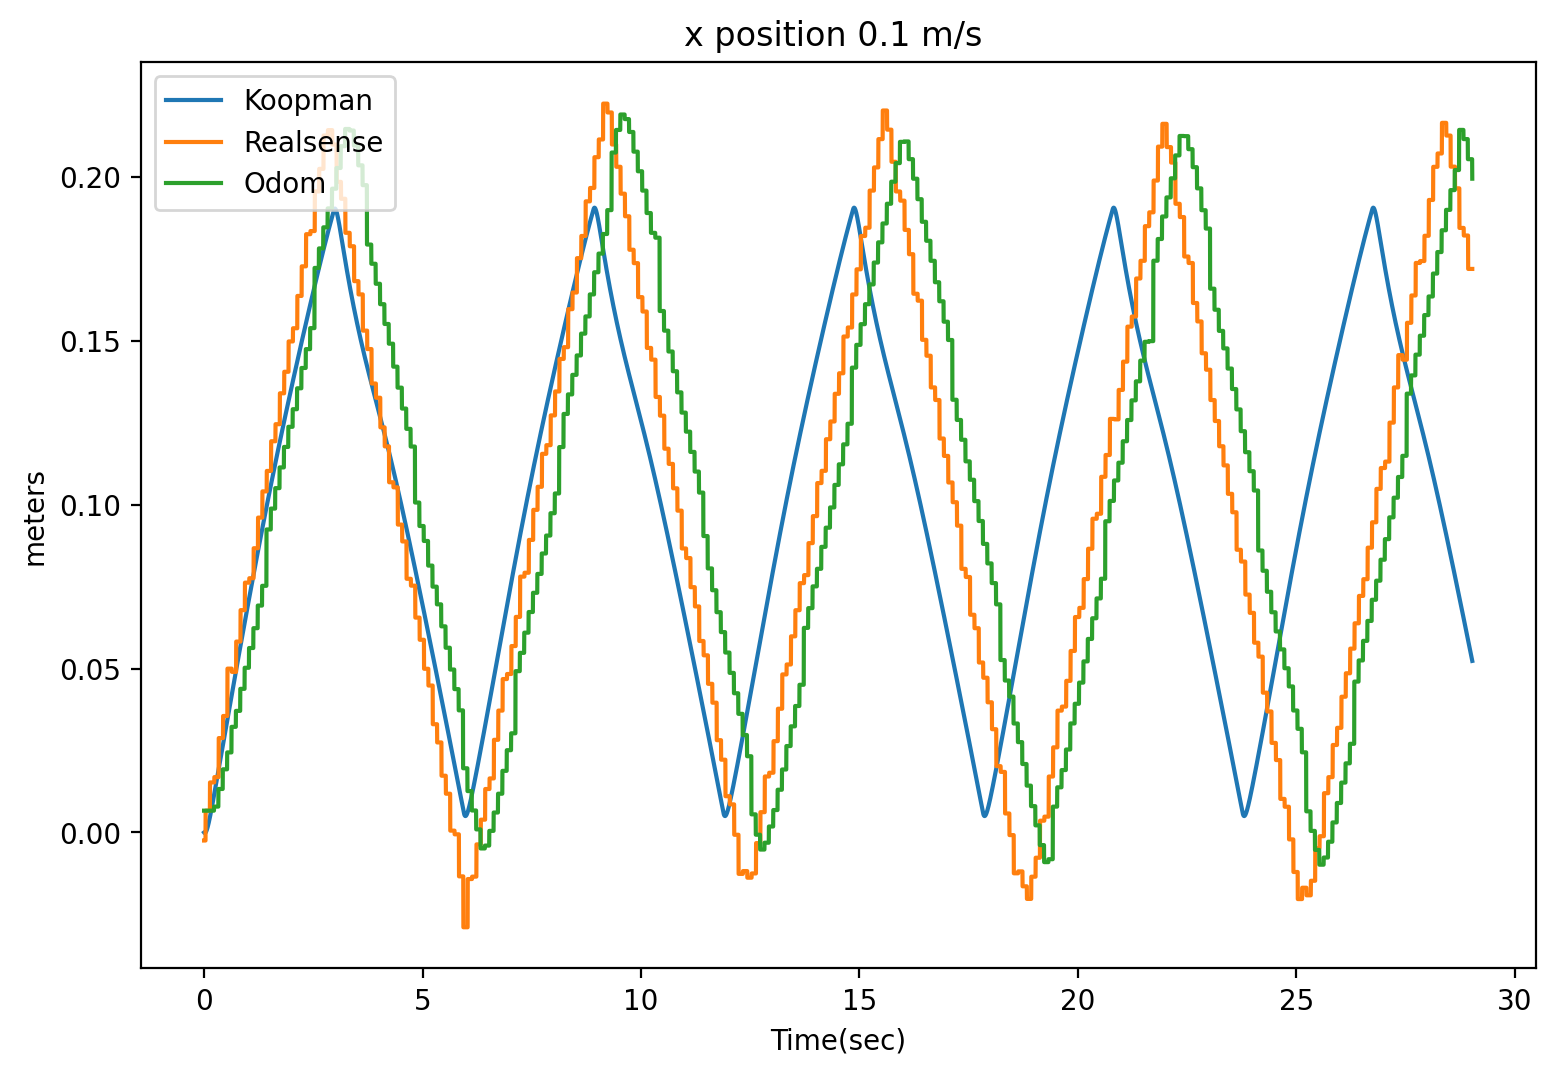 x position 0.1 m/s
Koopman
Realsense
Odom
meters
0.20
0.15
0.10
0.05
0.00
0 5 10 15 20 25 30
Time(sec)